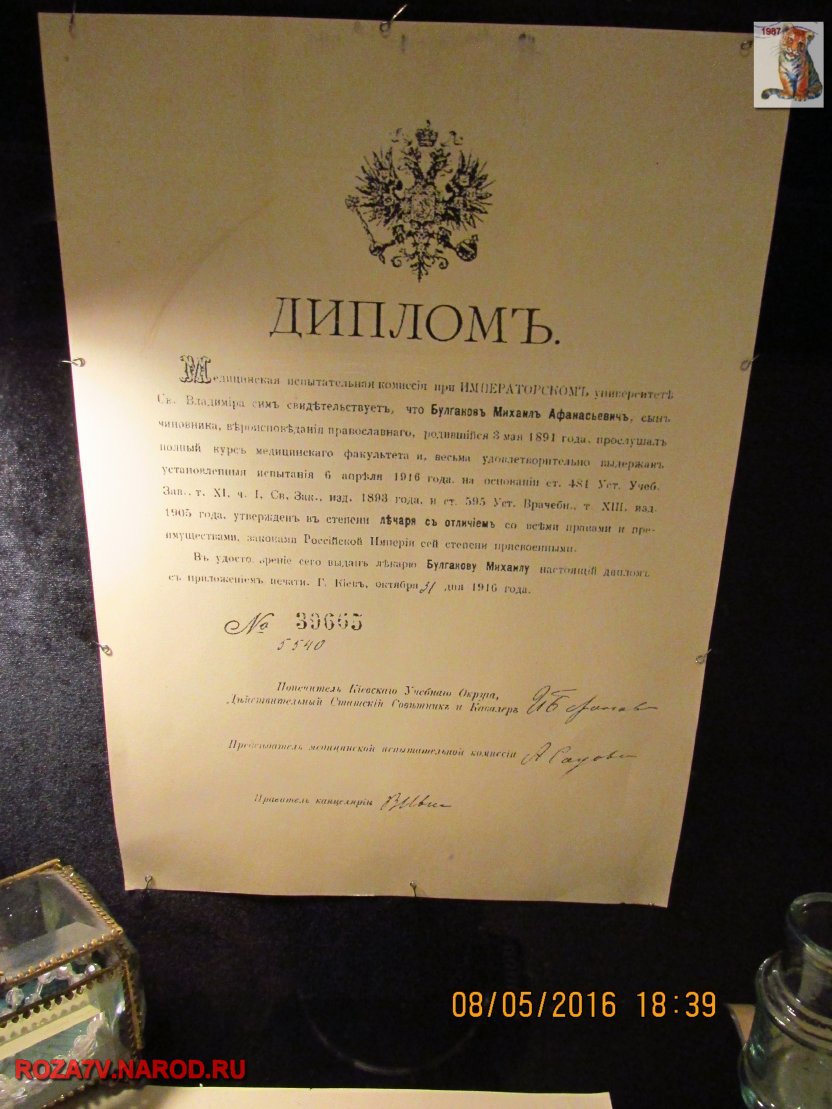 1987
ДИПЛОМЪ.
Медицинская испытательная комиссія при ИМПЕРАТОРСКОМЪ университетѣ
Св. Владиміра симъ свидѣтельствуетъ, что Булгаковъ Михаилъ Афанасьевичъ, сынъ
чиновника, вѣроисповѣданія православнаго, родившійся 3 мая 1891 года, прослушалъ
полный курсъ медицинскаго факультета и, весьма удовлетворительно выдержавъ
установленныя испытанія 6 апрѣля 1916 года, на основаніи ст. 481 Уст. Учеб.
Зав., т. XI, ч. I, Св. Зак., изд. 1893 года, и ст. 595 Уст. Врачебн., т. XIII, изд.
1905 года, утвержденъ въ степени лѣкаря съ отличіемъ со всѣми правами и пре-
имуществами, законами Россійской Имперіи сей степени присвоенными.
Въ удосто зреніе сего выданъ лѣкарю Булгакову Михаилу настоящій дипломъ
съ приложеніемъ печати. Г. Кіевъ, октября 31 дня 1916 года.
№ 39665
5540
Попечитель Кіевскаго Учебнаго Округа,
Дѣйствительный Статскій Совѣтникъ и Кавалеръ
Предсѣдатель медицинской испытательной комиссіи
Правитель канцеляріи
08/05/2016 18:39
ROZA7V.NAROD.RU